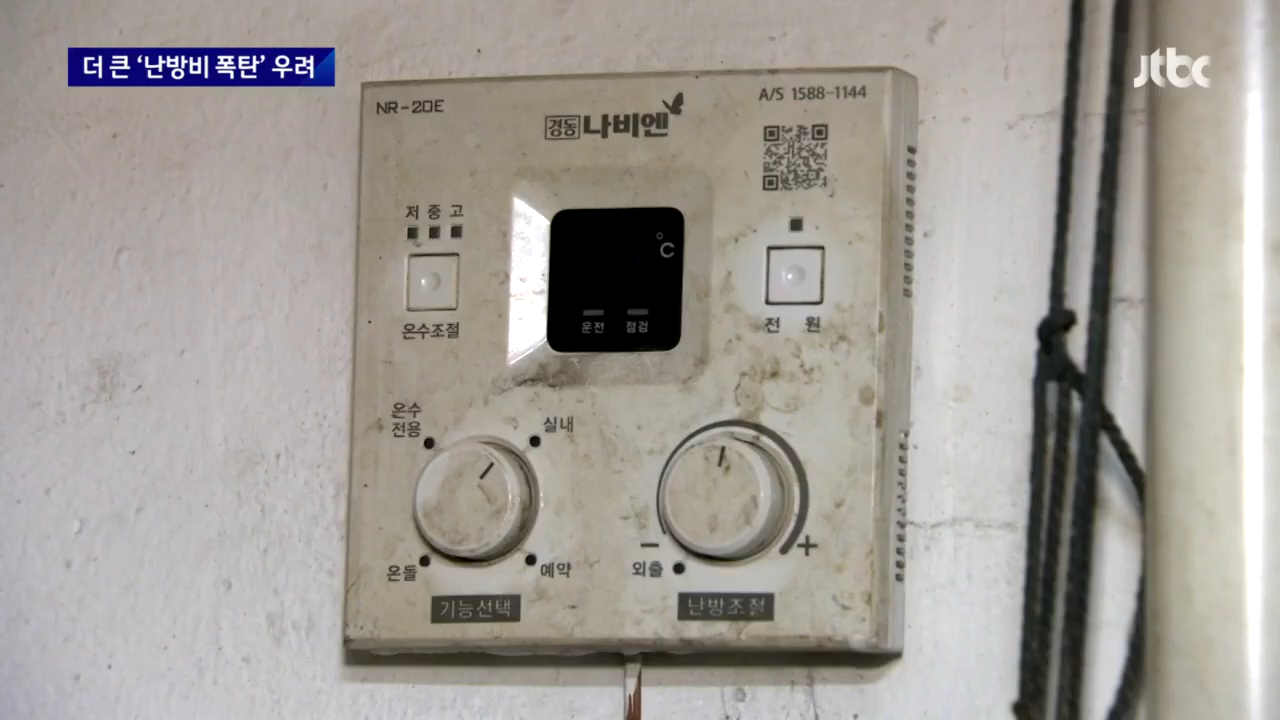 더 큰 '난방비 폭탄' 우려
jtbc
NR-20E
A/S 1588-1144
경동 나비엔
저 중 고
℃
운전 점검
온수조절
전 원
온수
전용
실내
온돌
예약
기능선택
− +
외출
난방조절